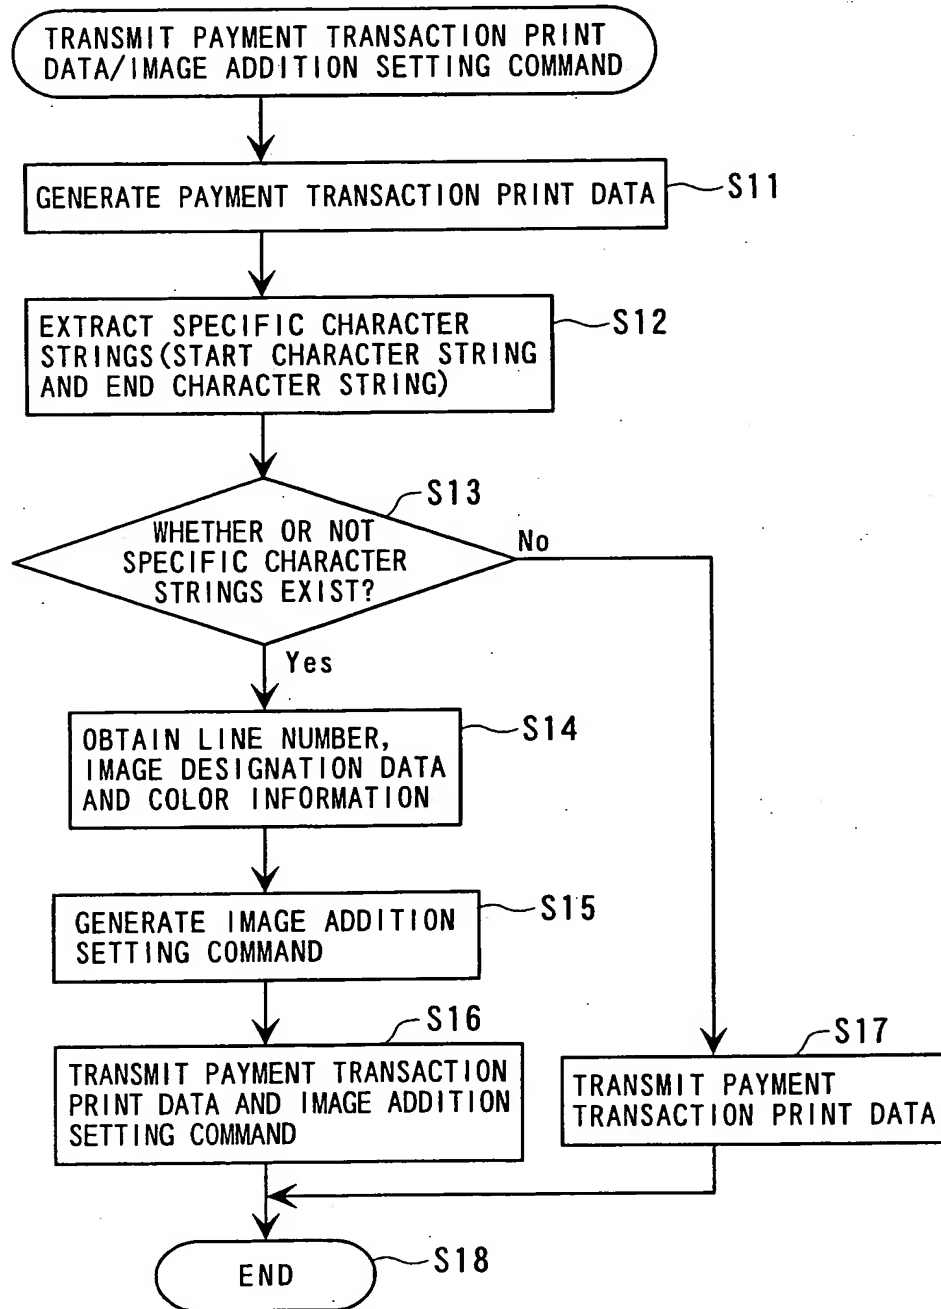 TRANSMIT PAYMENT TRANSACTION PRINT
DATA/IMAGE ADDITION SETTING COMMAND
GENERATE PAYMENT TRANSACTION PRINT DATA
S11
EXTRACT SPECIFIC CHARACTER
STRINGS(START CHARACTER STRING
AND END CHARACTER STRING)
S12
S13
WHETHER OR NOT
SPECIFIC CHARACTER
STRINGS EXIST?
No
Yes
OBTAIN LINE NUMBER,
IMAGE DESIGNATION DATA
AND COLOR INFORMATION
S14
GENERATE IMAGE ADDITION
SETTING COMMAND
S15
S16
TRANSMIT PAYMENT TRANSACTION
PRINT DATA AND IMAGE ADDITION
SETTING COMMAND
S17
TRANSMIT PAYMENT
TRANSACTION PRINT DATA
END
S18